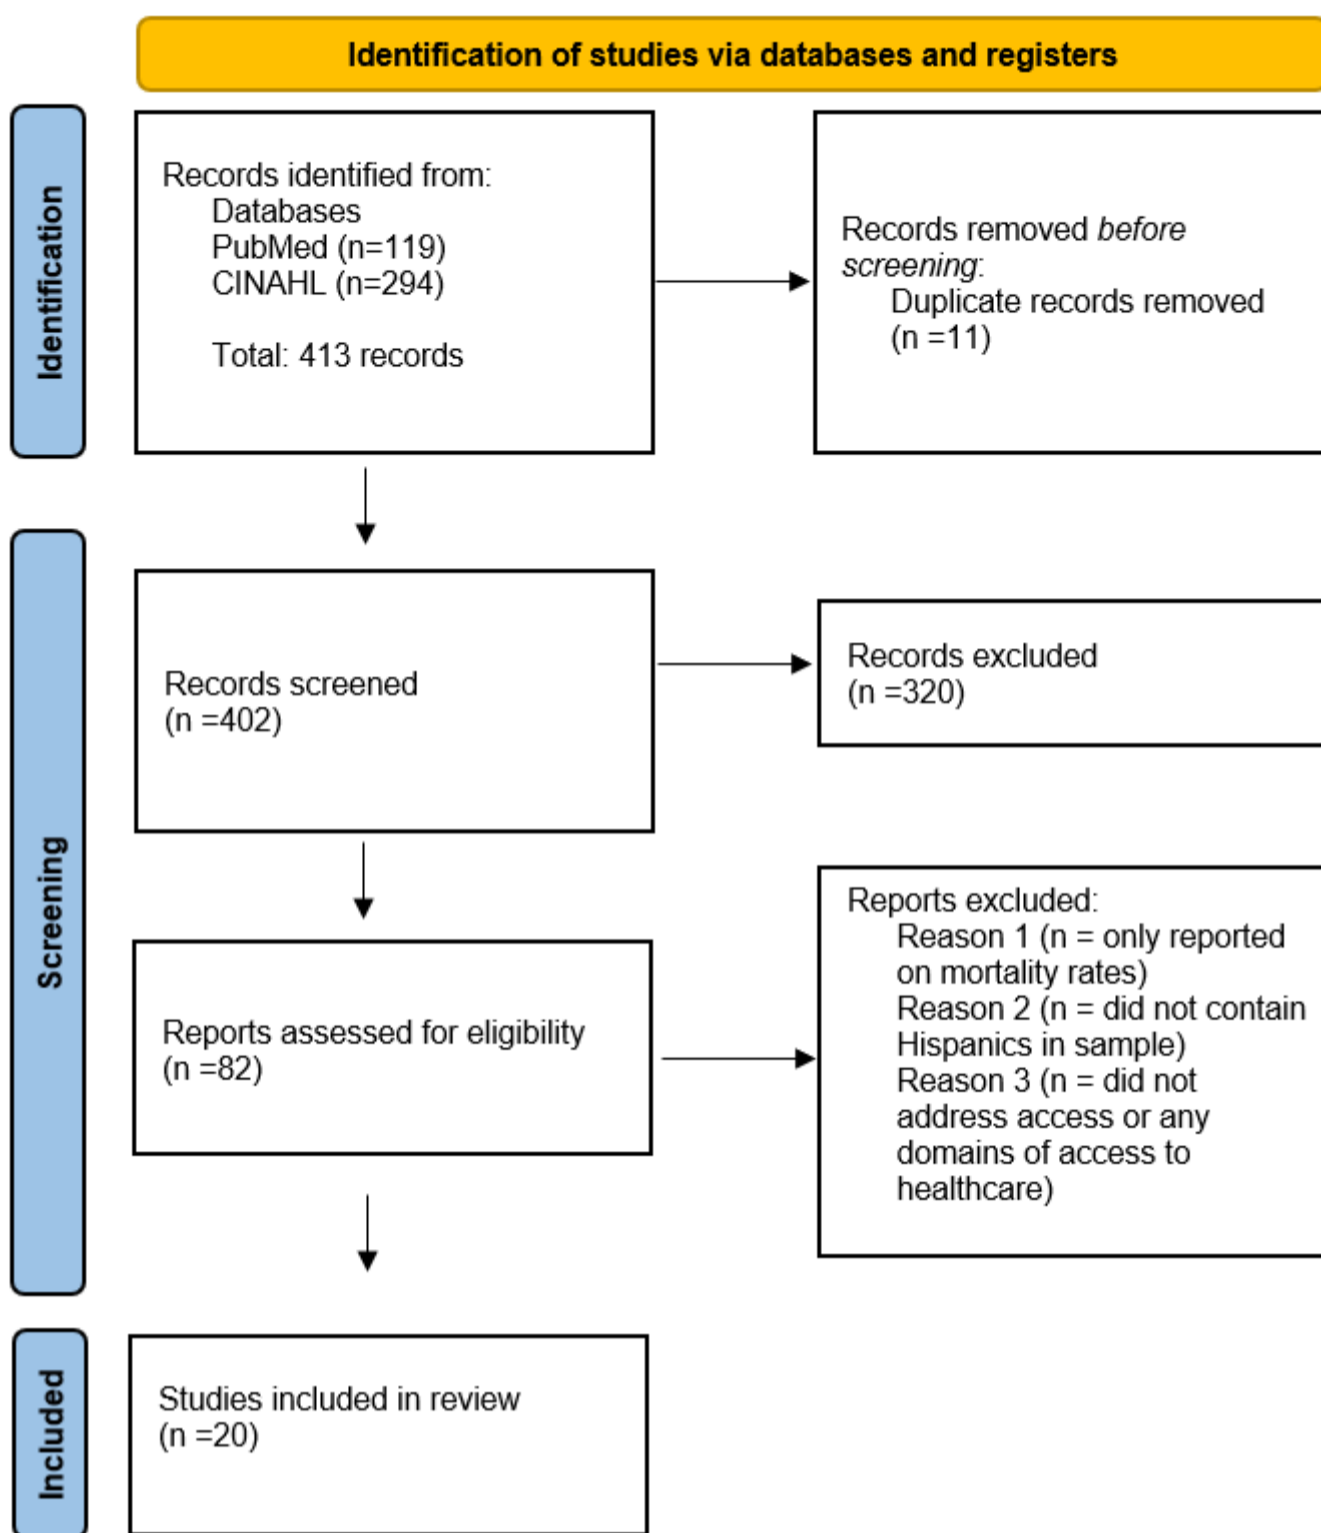 Identification of studies via databases and registers
Identification
Records identified from:
Databases
PubMed (n=119)
CINAHL (n=294)
Total: 413 records
Records removed before
screening:
Duplicate records removed
(n =11)
Screening
Records screened
(n =402)
Records excluded
(n =320)
Reports assessed for eligibility
(n =82)
Reports excluded:
Reason 1 (n = only reported
on mortality rates)
Reason 2 (n = did not contain
Hispanics in sample)
Reason 3 (n = did not
address access or any
domains of access to
healthcare)
Included
Studies included in review
(n =20)